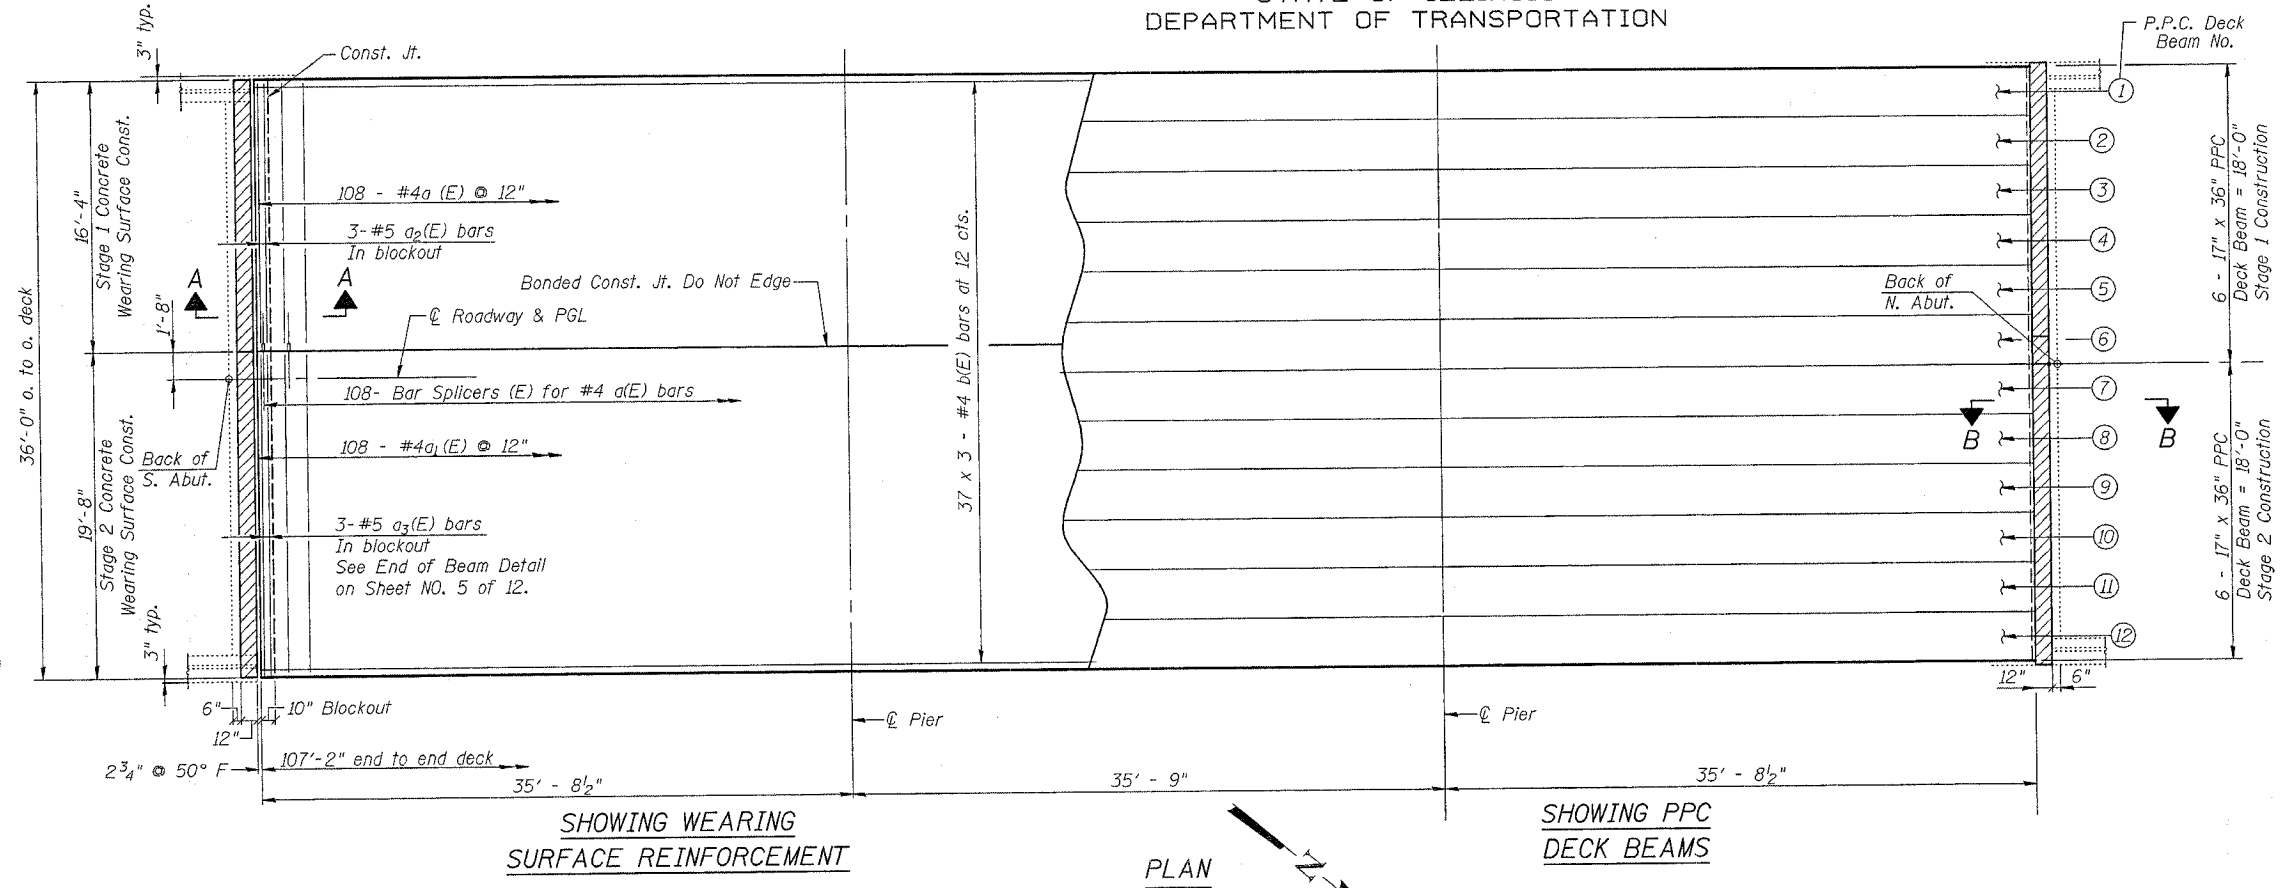 DEPARTMENT OF TRANSPORTATION
P.P.C. Deck
Beam No.
3" typ.
Const. Jt.
36'-0" o. to o. deck
16'-4"
Stage 1 Concrete
Wearing Surface Const.
108 - #4a (E) @ 12"
3-#5 a2(E) bars
In blockout
A
A
1'-8"
Bonded Const. Jt. Do Not Edge
℄ Roadway & PGL
108- Bar Splicers (E) for #4 a(E) bars
108 - #4a1(E) @ 12"
Back of
S. Abut.
19'-8"
Stage 2 Concrete
Wearing Surface Const.
3-#5 a3(E) bars
In blockout
See End of Beam Detail
on Sheet NO. 5 of 12.
3" typ.
37 x 3 - #4 b(E) bars at 12 cts.
1
2
3
4
5
6
7
8
9
10
11
12
Back of
N. Abut.
B
B
6 - 17" x 36" PPC
Deck Beam = 18'-0"
Stage 1 Construction
6 - 17" x 36" PPC
Deck Beam = 18'-0"
Stage 2 Construction
6"
10" Blockout
12"
2¾" @ 50° F
107'-2" end to end deck
℄ Pier
℄ Pier
12"
6"
35' - 8½"
35' - 9"
35' - 8½"
SHOWING WEARING
SURFACE REINFORCEMENT
SHOWING PPC
DECK BEAMS
PLAN
N